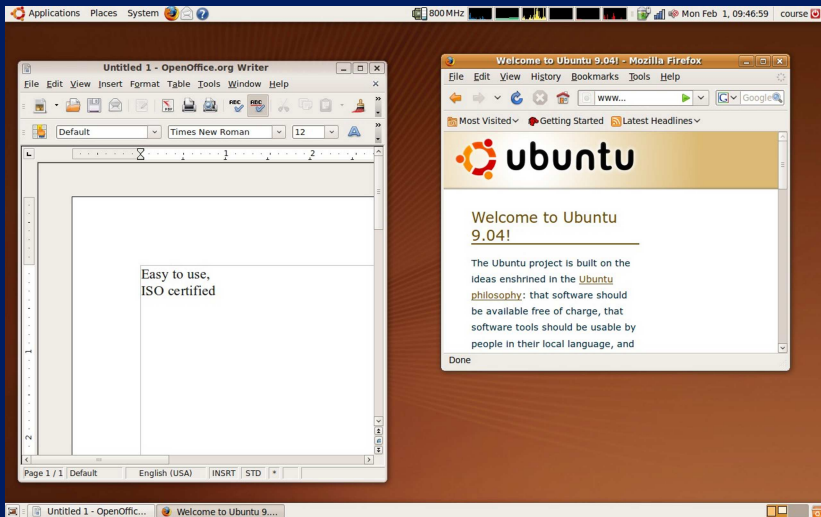 Applications Places System
800 MHz
Mon Feb 1, 09:46:59 course
Untitled 1 - OpenOffice.org Writer
File Edit View Insert Format Table Tools Window Help
Default Times New Roman 12
1 2
Easy to use,
ISO certified
1
2
Page 1 / 1 Default English (USA) INSRT STD *
Welcome to Ubuntu 9.04! - Mozilla Firefox
File Edit View History Bookmarks Tools Help
www... Google
Most Visited Getting Started Latest Headlines
ubuntu
Welcome to Ubuntu
9.04!
The Ubuntu project is built on the
ideas enshrined in the Ubuntu
philosophy: that software should
be available free of charge, that
software tools should be usable by
people in their local language, and
Done
Untitled 1 - OpenOffic... Welcome to Ubuntu 9....